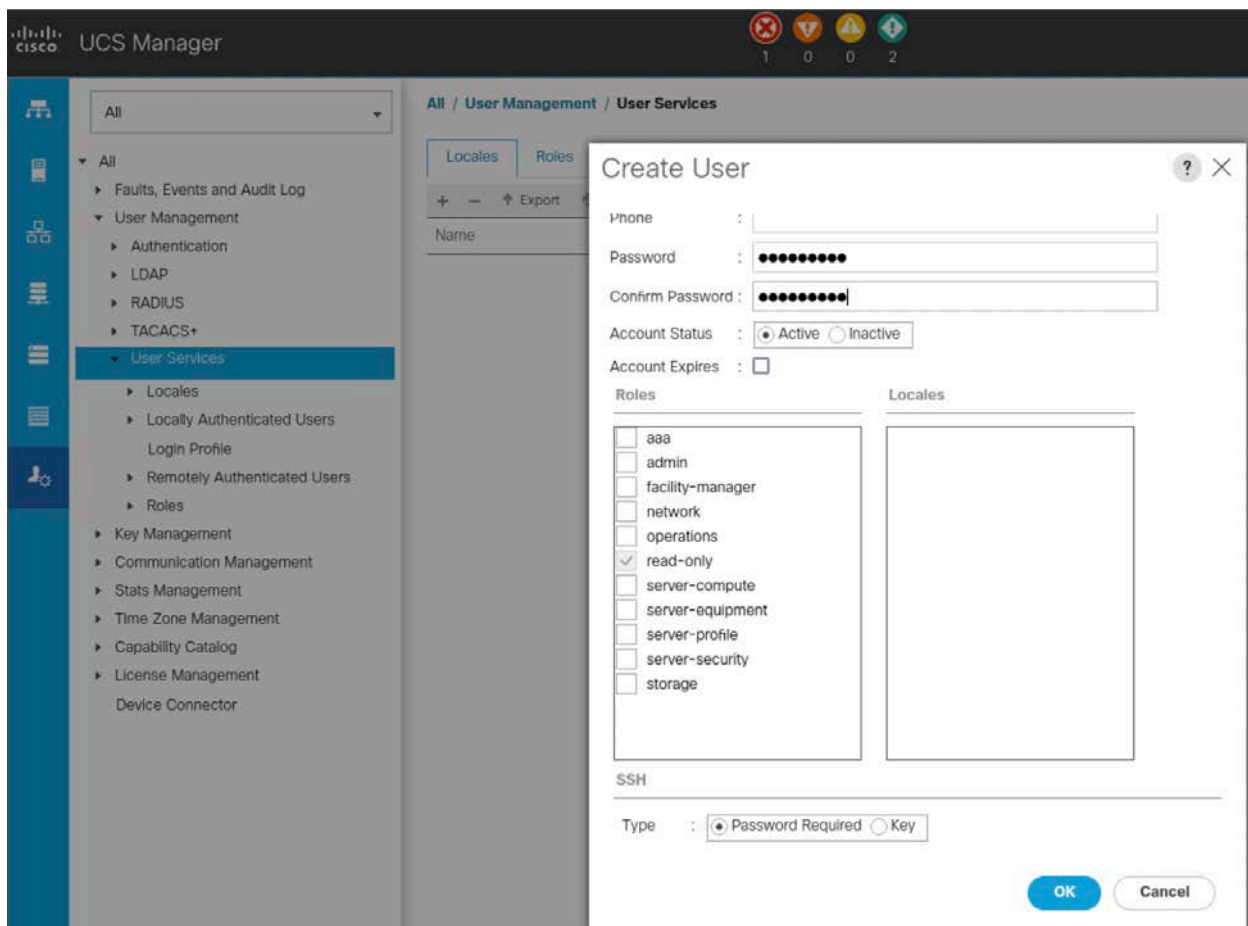 cisco UCS Manager
1 0 0 2
All
All
Faults, Events and Audit Log
User Management
Authentication
LDAP
RADIUS
TACACS+
User Services
Locales
Locally Authenticated Users
Login Profile
Remotely Authenticated Users
Roles
Key Management
Communication Management
Stats Management
Time Zone Management
Capability Catalog
License Management
Device Connector
All / User Management / User Services
Locales Roles
+ − Export
Name
Create User ?
Phone :
Password : •••••••••
Confirm Password : •••••••••
Account Status : Active Inactive
Account Expires :
Roles Locales
aaa
admin
facility-manager
network
operations
read-only
server-compute
server-equipment
server-profile
server-security
storage
SSH
Type : Password Required Key
OK Cancel